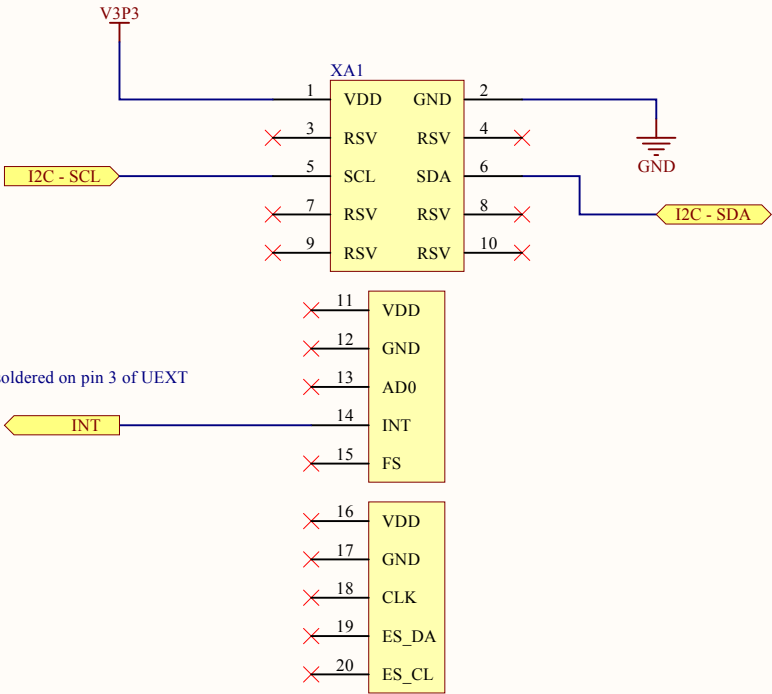 V3P3
XA1
1 VDD GND 2
3 RSV RSV 4
I2C - SCL 5 SCL SDA 6
GND
7 RSV RSV 8 I2C - SDA
9 RSV RSV 10
11 VDD
12 GND
soldered on pin 3 of UEXT 13 AD0
INT 14 INT
15 FS
16 VDD
17 GND
18 CLK
19 ES_DA
20 ES_CL